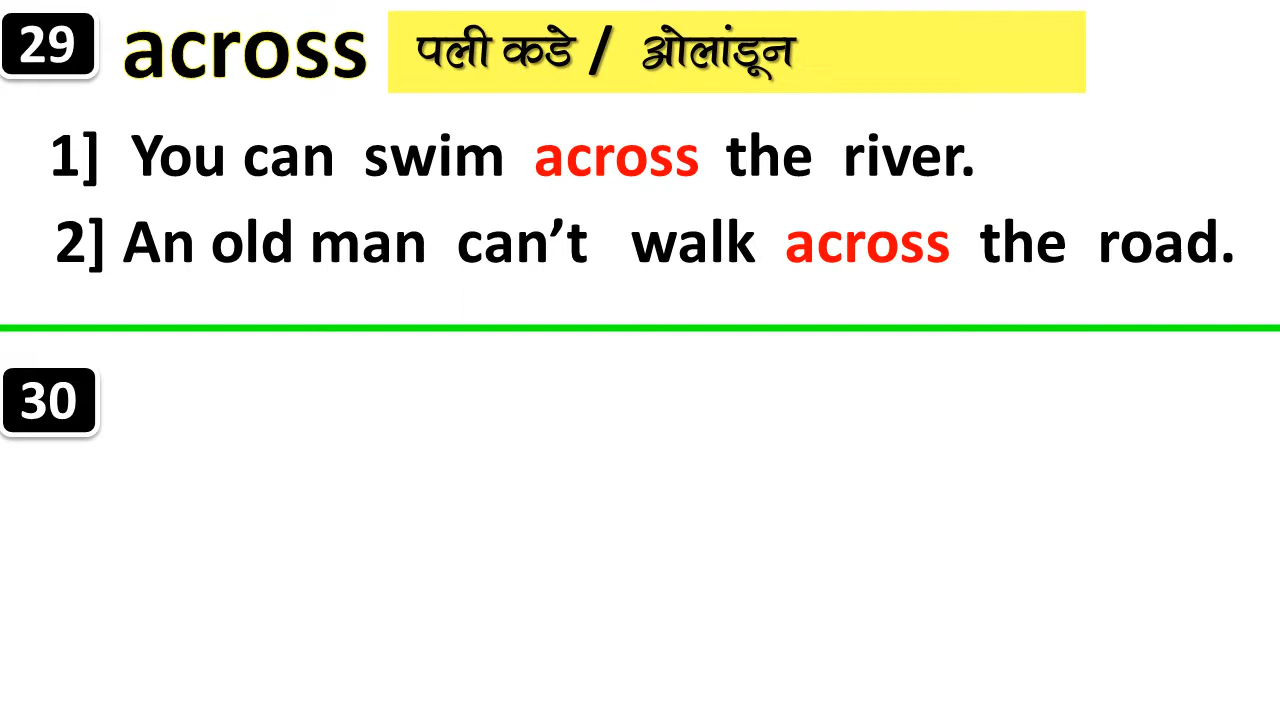 29 across पली कडे / ओलांडून
1] You can swim across the river.
2] An old man can’t walk across the road.
30